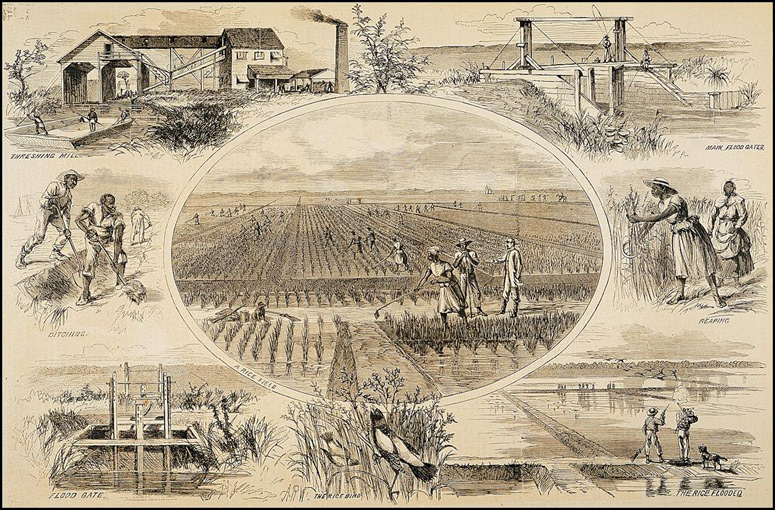 THRESHING MILL.
MAIN FLOOD GATES.
DITCHING.
REAPING
A RICE FIELD
FLOOD GATE.
THE RICE BIRD
THE RICE FLOODED